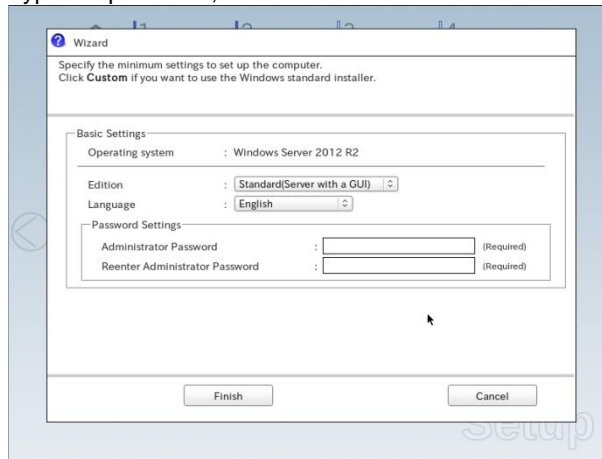 Wizard
Specify the minimum settings to set up the computer.
Click Custom if you want to use the Windows standard installer.
Basic Settings
Operating system : Windows Server 2012 R2
Edition : Standard(Server with a GUI)
Language : English
Password Settings
Administrator Password : (Required)
Reenter Administrator Password : (Required)
Finish Cancel
Setup